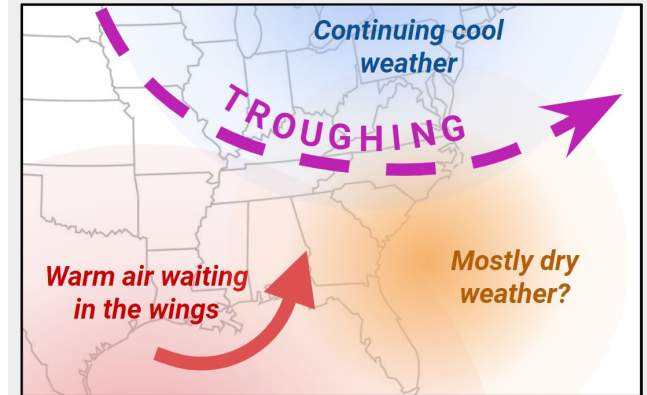 Continuing cool
weather
TROUGHING
Warm air waiting
in the wings
Mostly dry
weather?